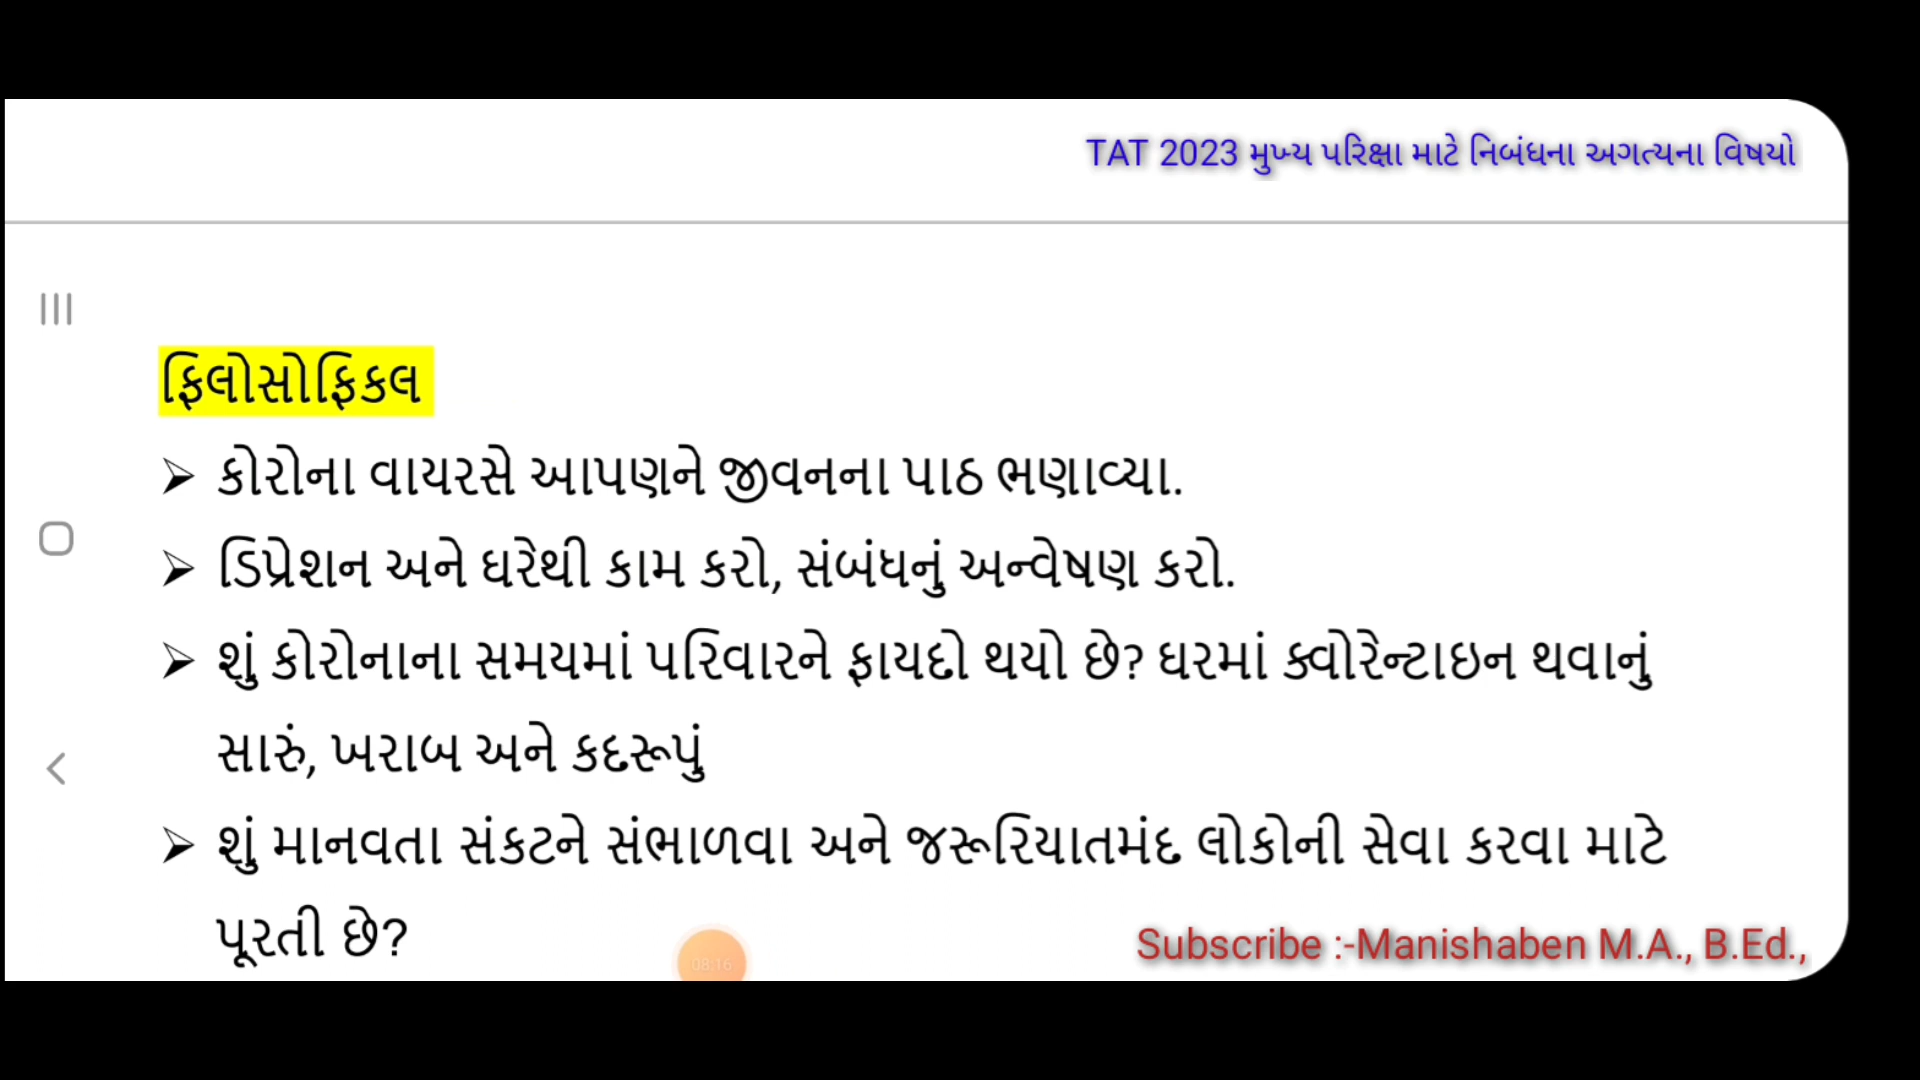 TAT 2023 મુખ્ય પરિક્ષા માટે નિબંધના અગત્યના વિષયો
ફિલોસોફિકલ
➢ કોરોના વાયરસે આપણને જીવનના પાઠ ભણાવ્યા.
➢ ડિપ્રેશન અને ઘરેથી કામ કરો, સંબંધનું અન્વેષણ કરો.
➢ શું કોરોનાના સમયમાં પરિવારને ફાયદો થયો છે? ઘરમાં ક્વોરેન્ટાઇન થવાનું
સારું, ખરાબ અને કદરૂપું
➢ શું માનવતા સંકટને સંભાળવા અને જરૂરિયાતમંદ લોકોની સેવા કરવા માટે
પૂરતી છે?
08:16
Subscribe :-Manishaben M.A., B.Ed.,